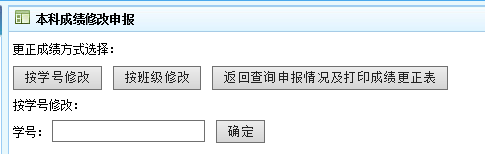 本科成绩修改申报
更正成绩方式选择：
按学号修改 按班级修改 返回查询申报情况及打印成绩更正表
按学号修改：
学号： 确定